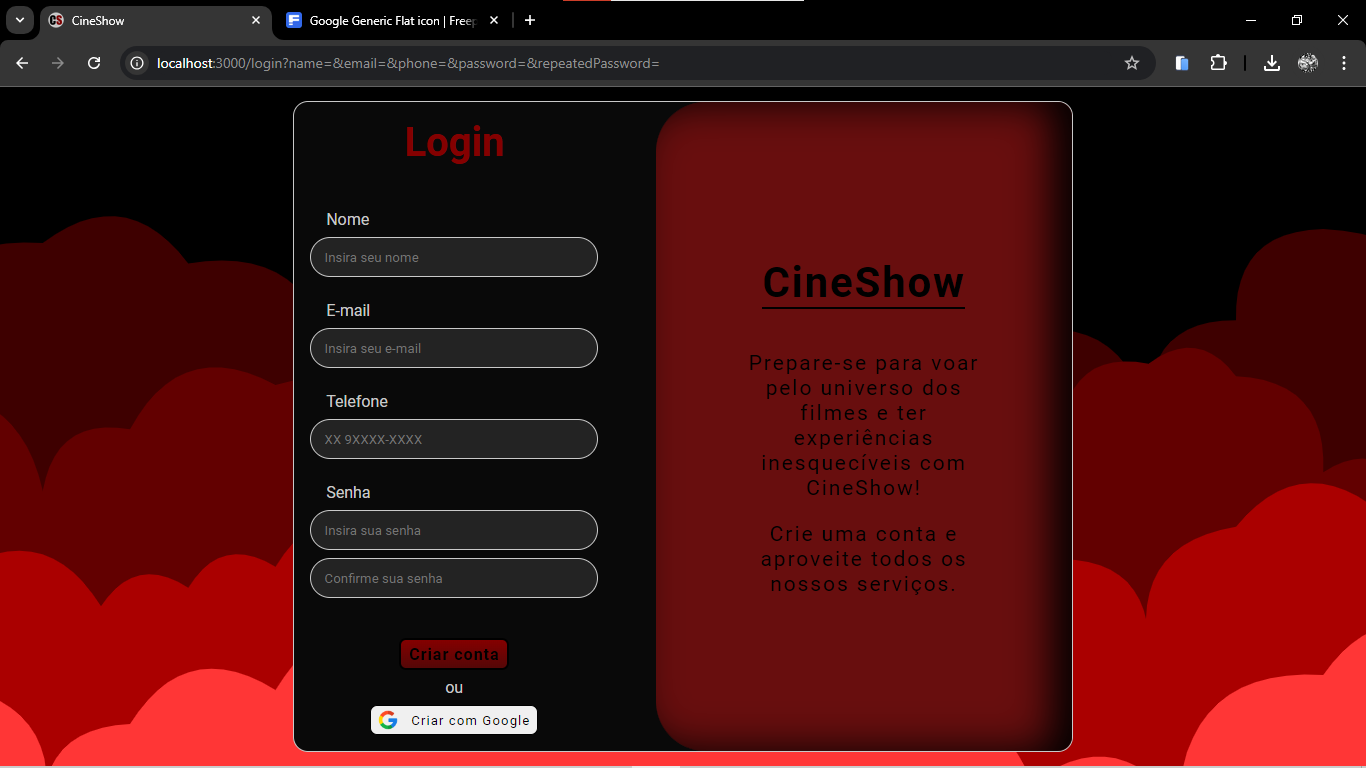 CineShow
Google Generic Flat icon | Freep
localhost:3000/login?name=&email=&phone=&password=&repeatedPassword=
Login
Nome
Insira seu nome
E-mail
Insira seu e-mail
Telefone
XX 9XXXX-XXXX
Senha
Insira sua senha
Confirme sua senha
Criar conta
ou
Criar com Google
CineShow
Prepare-se para voar
pelo universo dos
filmes e ter
experiências
inesquecíveis com
CineShow!
Crie uma conta e
aproveite todos os
nossos serviços.